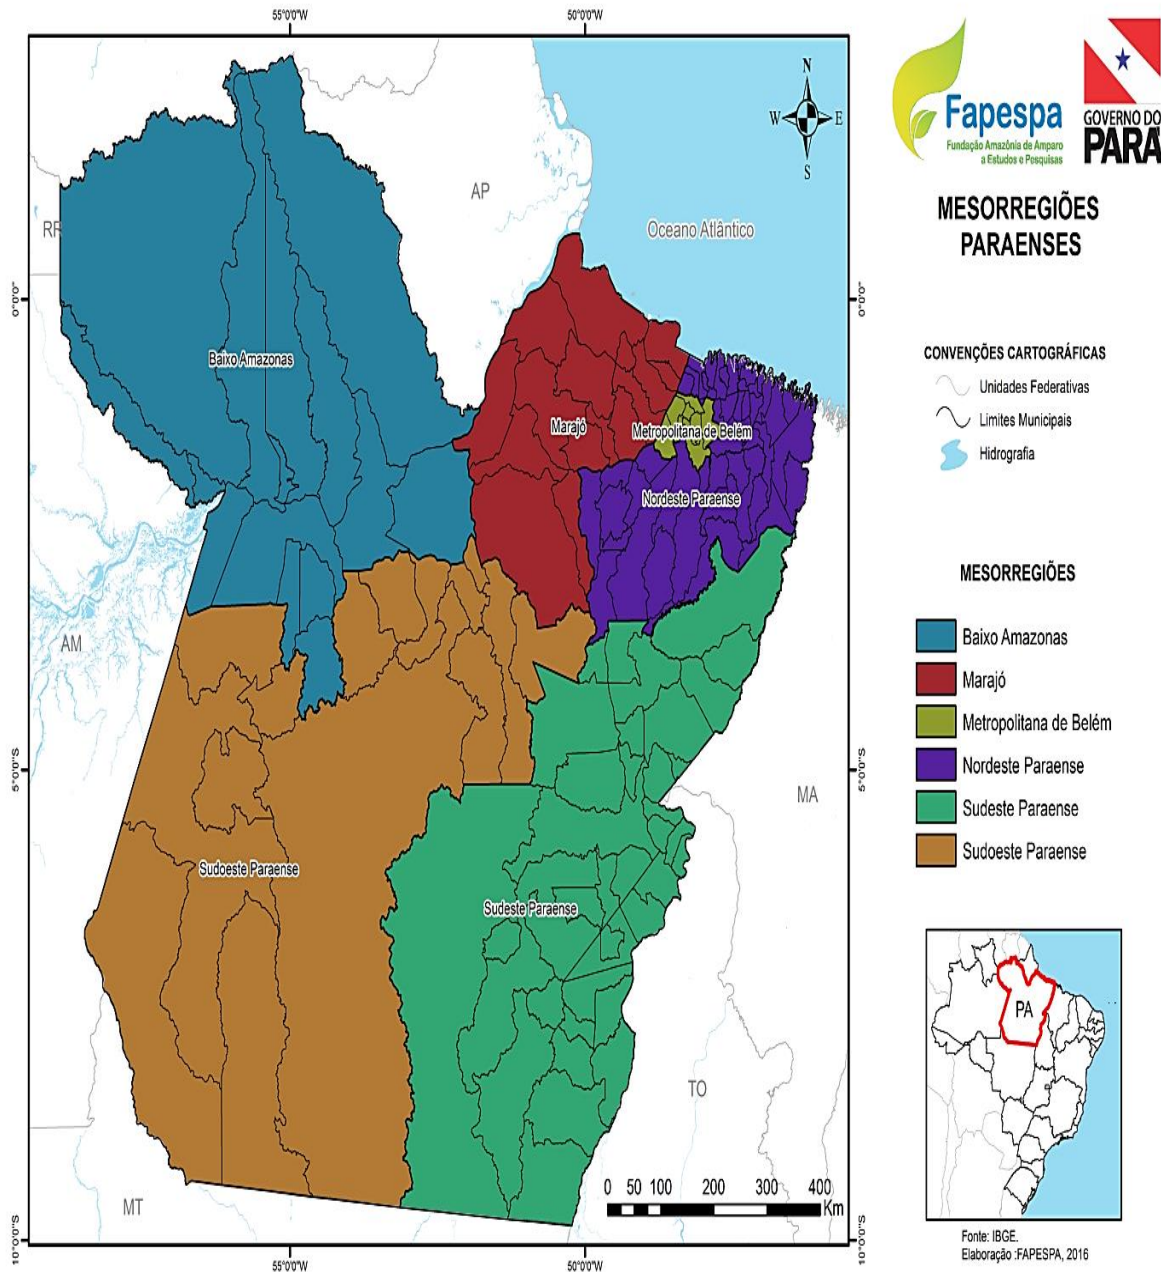 55°0'0"W
50°0'0"W
N
W
E
S
AP
RR
Oceano Atlântico
0°0'0"
0°0'0"
Baixo Amazonas
Marajó
Metropolitana de Belém
Nordeste Paraense
AM
5°0'0"S
5°0'0"S
MA
Sudoeste Paraense
Sudeste Paraense
TO
MT
0 50 100 200 300 400
Km
10°0'0"S
10°0'0"S
55°0'0"W
50°0'0"W
Fapespa
Fundação Amazônia de Amparo
a Estudos e Pesquisas
GOVERNO DO
PARÁ
MESORREGIÕES
PARAENSES
CONVENÇÕES CARTOGRÁFICAS
Unidades Federativas
Limites Municipais
Hidrografia
MESORREGIÕES
Baixo Amazonas
Marajó
Metropolitana de Belém
Nordeste Paraense
Sudeste Paraense
Sudoeste Paraense
PA
Fonte: IBGE.
Elaboração :FAPESPA, 2016